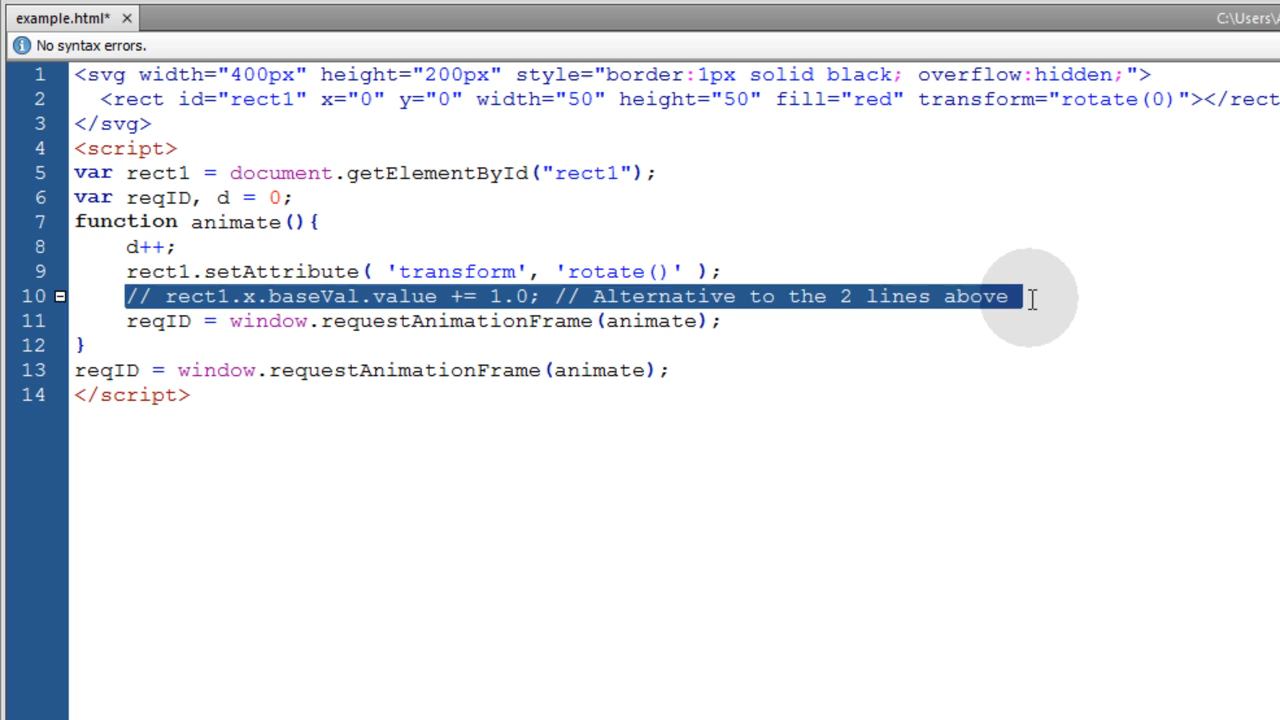 example.html* ×
C:\Users\
No syntax errors.
1 <svg width="400px" height="200px" style="border:1px solid black; overflow:hidden;">
2   <rect id="rect1" x="0" y="0" width="50" height="50" fill="red" transform="rotate(0)"></rect
3 </svg>
4 <script>
5 var rect1 = document.getElementById("rect1");
6 var reqID, d = 0;
7 function animate(){
8     d++;
9     rect1.setAttribute( 'transform', 'rotate()' );
10     // rect1.x.baseVal.value += 1.0; // Alternative to the 2 lines above
11     reqID = window.requestAnimationFrame(animate);
12 }
13 reqID = window.requestAnimationFrame(animate);
14 </script>